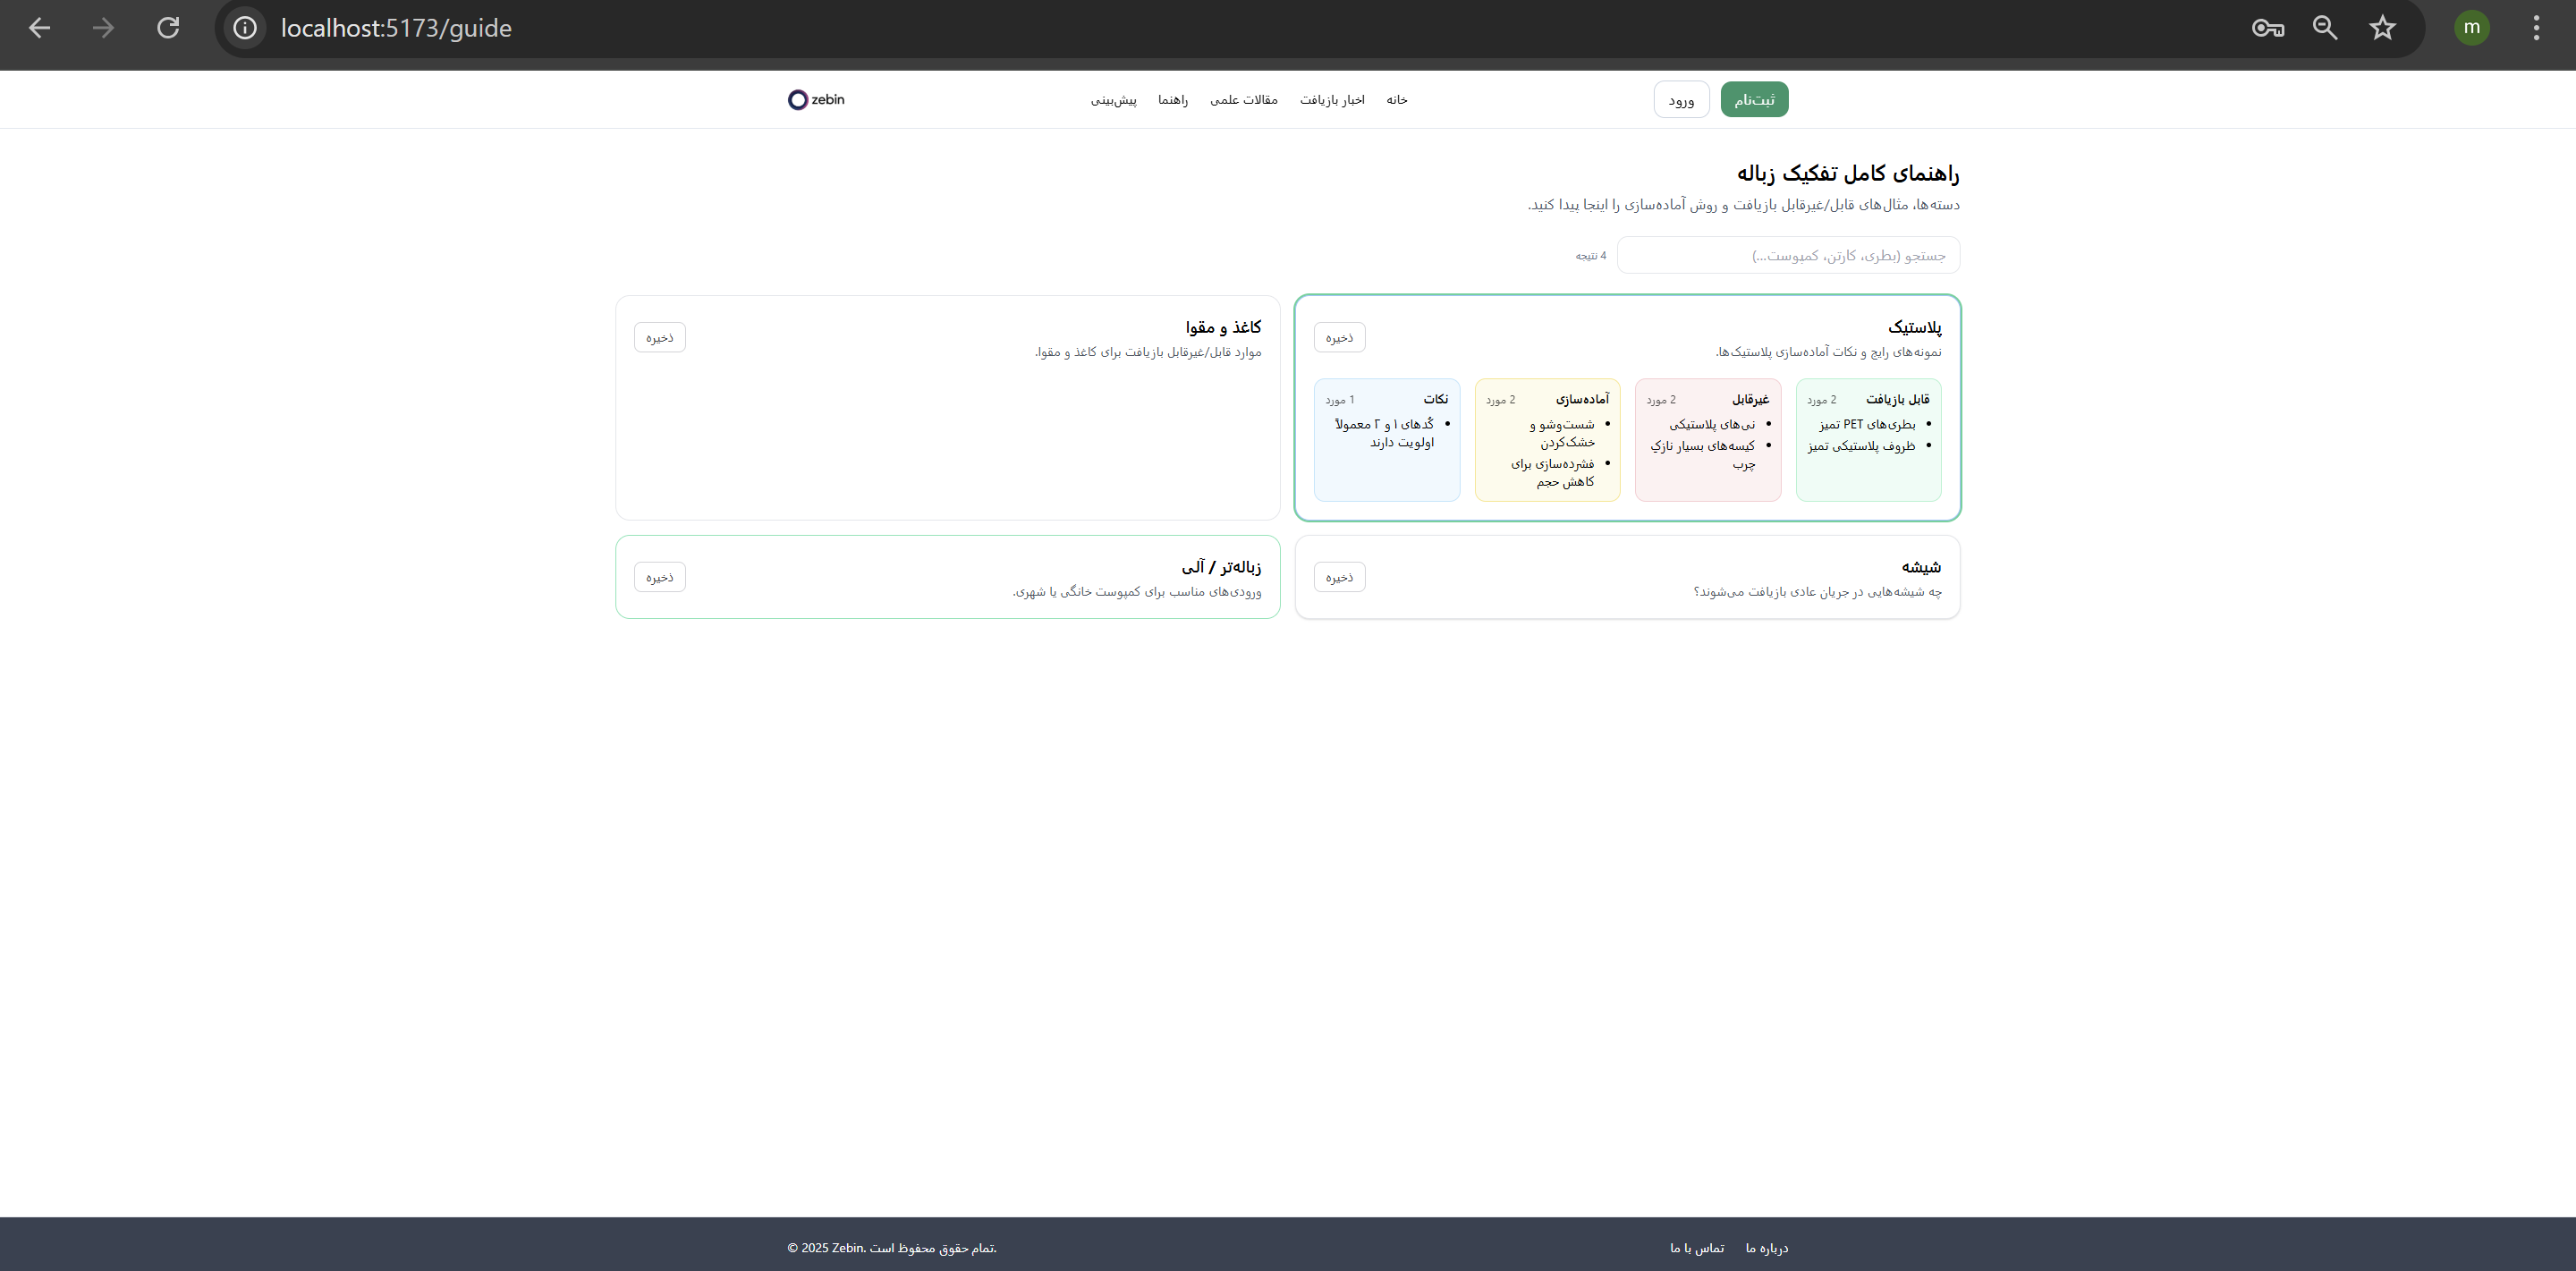 localhost:5173/guide
m
ثبت‌نام
ورود
خانه
اخبار بازیافت
مقالات علمی
راهنما
پیش‌بینی
zebin
راهنمای کامل تفکیک زباله
دسته‌ها، مثال‌های قابل/غیرقابل بازیافت و روش آماده‌سازی را اینجا پیدا کنید.
جستجو (بطری، کارتن، کمپوست...)
4 نتیجه
پلاستیک
نمونه‌های رایج و نکات آماده‌سازی پلاستیک‌ها.
ذخیره
قابل بازیافت
2 مورد
بطری‌های PET تمیز
ظروف پلاستیکی تمیز
غیرقابل
2 مورد
نی‌های پلاستیکی
کیسه‌های بسیار نازکِ
چرب
آماده‌سازی
2 مورد
شست‌وشو و
خشک‌کردن
فشرده‌سازی برای
کاهش حجم
نکات
1 مورد
کُدهای ۱ و ۲ معمولاً
اولویت دارند
کاغذ و مقوا
موارد قابل/غیرقابل بازیافت برای کاغذ و مقوا.
ذخیره
شیشه
چه شیشه‌هایی در جریان عادی بازیافت می‌شوند؟
ذخیره
زباله‌تر / آلی
ورودی‌های مناسب برای کمپوست خانگی یا شهری.
ذخیره
درباره ما
تماس با ما
© 2025 Zebin. تمام حقوق محفوظ است.